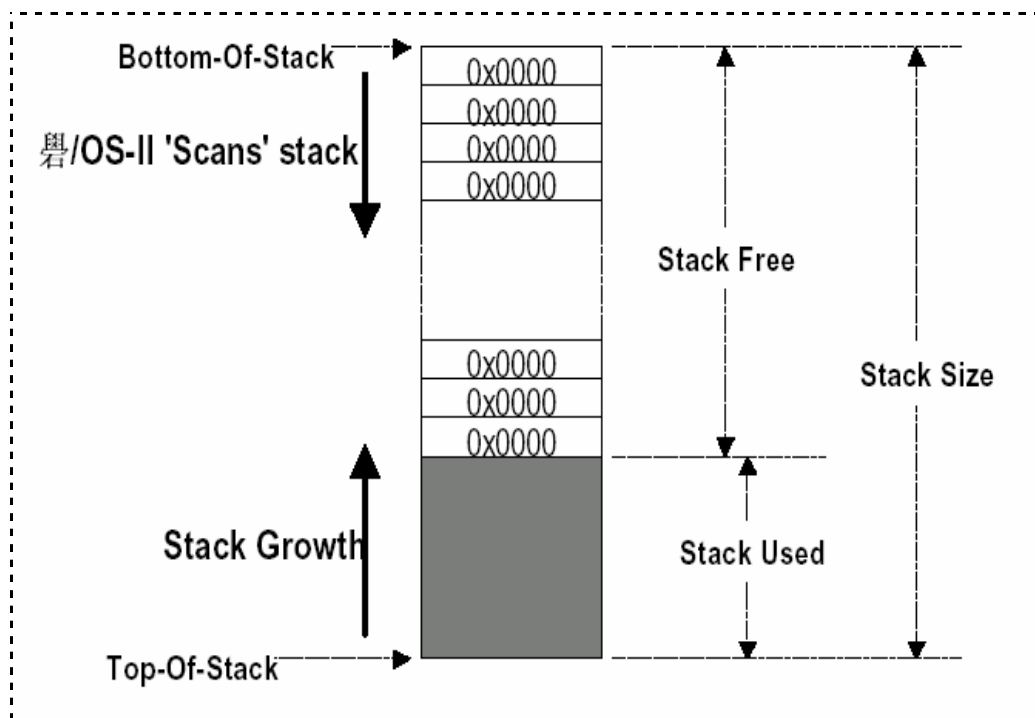 Bottom-Of-Stack
0x0000
0x0000
礐/OS-II 'Scans' stack
0x0000
0x0000
Stack Free
0x0000
Stack Size
0x0000
0x0000
Stack Growth
Stack Used
Top-Of-Stack